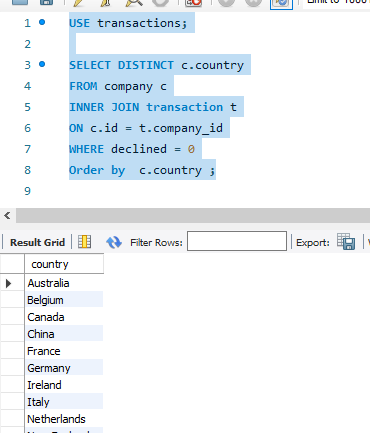 Limit to 1000
1 USE transactions;
2
3 SELECT DISTINCT c.country
4 FROM company c
5 INNER JOIN transaction t
6 ON c.id = t.company_id
7 WHERE declined = 0
8 Order by  c.country ;
9
Result Grid Filter Rows: Export:
country
Australia
Belgium
Canada
China
France
Germany
Ireland
Italy
Netherlands